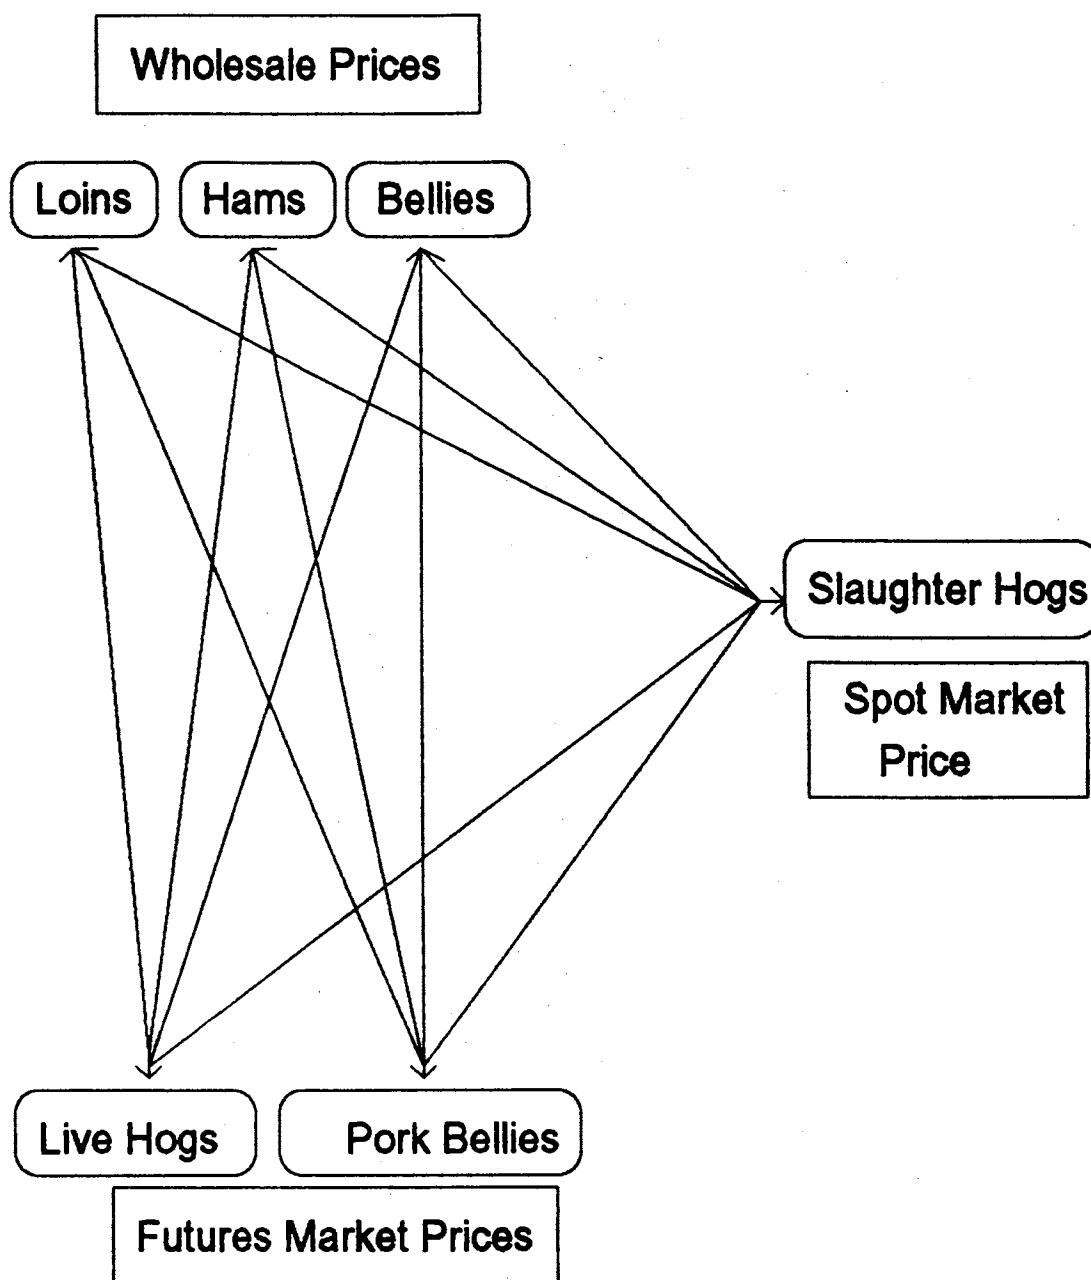 Wholesale Prices
Loins
Hams
Bellies
Slaughter Hogs
Spot Market
Price
Live Hogs
Pork Bellies
Futures Market Prices